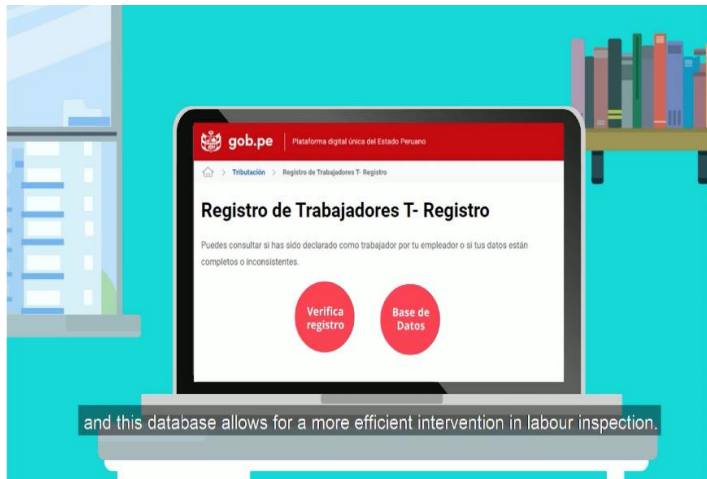 gob.pe | Plataforma digital única del Estado Peruano
> Tributación > Registro de Trabajadores T- Registro
Registro de Trabajadores T- Registro
Puedes consultar si has sido declarado como trabajador por tu empleador o si tus datos están
completos o inconsistentes.
Verifica
registro
Base de
Datos
and this database allows for a more efficient intervention in labour inspection.